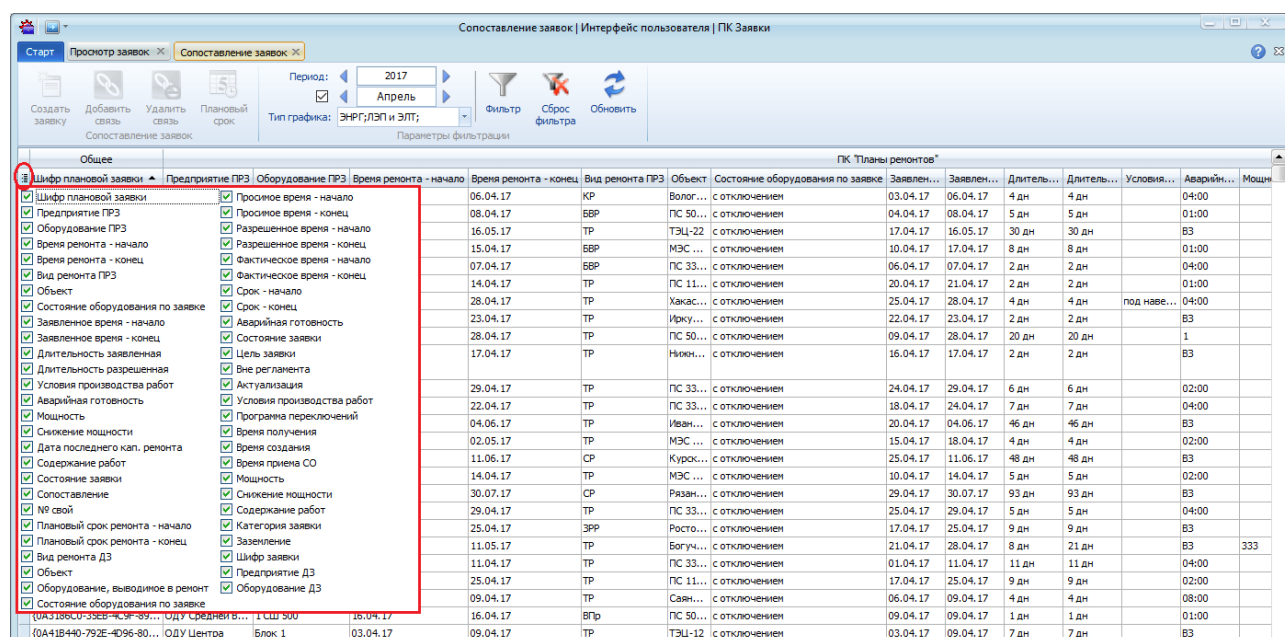 Сопоставление заявок | Интерфейс пользователя | ПК Заявки
Старт Просмотр заявок Сопоставление заявок
Создать заявку Добавить связь Удалить связь Плановый срок
Сопоставление заявок
Период: 2017
Апрель
Тип графика: ЭНРГ;ЛЭП и ЭЛТ;
Фильтр Сброс фильтра Обновить
Параметры фильтрации
Общее ПК "Планы ремонтов"
Шифр плановой заявки Предприятие ПРЗ Оборудование ПРЗ Время ремонта - начало Время ремонта - конец Вид ремонта ПРЗ Объект Состояние оборудования по заявке Заявлен... Заявлен... Длитель... Длитель... Условия... Аварийн... Мощн
Шифр плановой заявки Просимое время - начало
Предприятие ПРЗ Просимое время - конец
Оборудование ПРЗ Разрешенное время - начало
Время ремонта - начало Разрешенное время - конец
Время ремонта - конец Фактическое время - начало
Вид ремонта ПРЗ Фактическое время - конец
Объект Срок - начало
Состояние оборудования по заявке Срок - конец
Заявленное время - начало Аварийная готовность
Заявленное время - конец Состояние заявки
Длительность заявленная Цель заявки
Длительность разрешенная Вне регламента
Условия производства работ Актуализация
Аварийная готовность Условия производства работ
Мощность Программа переключений
Снижение мощности Время получения
Дата последнего кап. ремонта Время создания
Содержание работ Время приема СО
Состояние заявки Мощность
Сопоставление Снижение мощности
№ свой Содержание работ
Плановый срок ремонта - начало Категория заявки
Плановый срок ремонта - конец Заземление
Вид ремонта ДЗ Шифр заявки
Объект Предприятие ДЗ
Оборудование, выводимое в ремонт Оборудование ДЗ
Состояние оборудования по заявке
06.04.17 КР Волог... с отключением 03.04.17 06.04.17 4 дн 4 дн 04:00
08.04.17 БВР ПС 50... с отключением 04.04.17 08.04.17 5 дн 5 дн 01:00
16.05.17 ТР ТЭЦ-22 с отключением 17.04.17 16.05.17 30 дн 30 дн ВЗ
15.04.17 БВР МЭС ... с отключением 10.04.17 17.04.17 8 дн 8 дн 01:00
07.04.17 БВР ПС 33... с отключением 06.04.17 07.04.17 2 дн 2 дн 04:00
14.04.17 ТР ПС 11... с отключением 20.04.17 21.04.17 2 дн 2 дн 01:00
28.04.17 ТР Хакас... с отключением 25.04.17 28.04.17 4 дн 4 дн под наве... 04:00
23.04.17 ТР Ирку... с отключением 22.04.17 23.04.17 2 дн 2 дн ВЗ
28.04.17 ТР ПС 50... с отключением 09.04.17 28.04.17 20 дн 20 дн 1
17.04.17 ТР Нижн... с отключением 16.04.17 17.04.17 2 дн 2 дн ВЗ
29.04.17 ТР ПС 33... с отключением 24.04.17 29.04.17 6 дн 6 дн 02:00
22.04.17 ТР ПС 33... с отключением 18.04.17 24.04.17 7 дн 7 дн 04:00
04.06.17 ТР Иван... с отключением 20.04.17 04.06.17 46 дн 46 дн ВЗ
02.05.17 ТР МЭС ... с отключением 15.04.17 18.04.17 4 дн 4 дн 02:00
11.06.17 СР Курск... с отключением 25.04.17 11.06.17 48 дн 48 дн ВЗ
14.04.17 ТР МЭС ... с отключением 10.04.17 14.04.17 5 дн 5 дн 02:00
30.07.17 СР Рязан... с отключением 29.04.17 30.07.17 93 дн 93 дн ВЗ
29.04.17 ТР ПС 33... с отключением 25.04.17 29.04.17 5 дн 5 дн ВЗ
25.04.17 ЗРР Росто... с отключением 17.04.17 25.04.17 9 дн 9 дн ВЗ
11.05.17 ТР Богуч... с отключением 21.04.17 28.04.17 8 дн 21 дн ВЗ 333
11.04.17 ТР ПС 33... с отключением 01.04.17 11.04.17 11 дн 11 дн 04:00
25.04.17 ТР ПС 11... с отключением 17.04.17 25.04.17 9 дн 9 дн 02:00
09.04.17 ТР Саян... с отключением 06.04.17 09.04.17 4 дн 4 дн 08:00
{0A3186C0-35EB-4C9F-89... ОДУ Средней В... 1 СШ 500 16.04.17 16.04.17 ВПр ПС 50... с отключением 09.04.17 09.04.17 1 дн 1 дн 01:00
{0A41B440-792E-4D96-80... ОДУ Центра Блок 1 03.04.17 09.04.17 ТР ТЭЦ-12 с отключением 03.04.17 09.04.17 7 дн 7 дн ВЗ